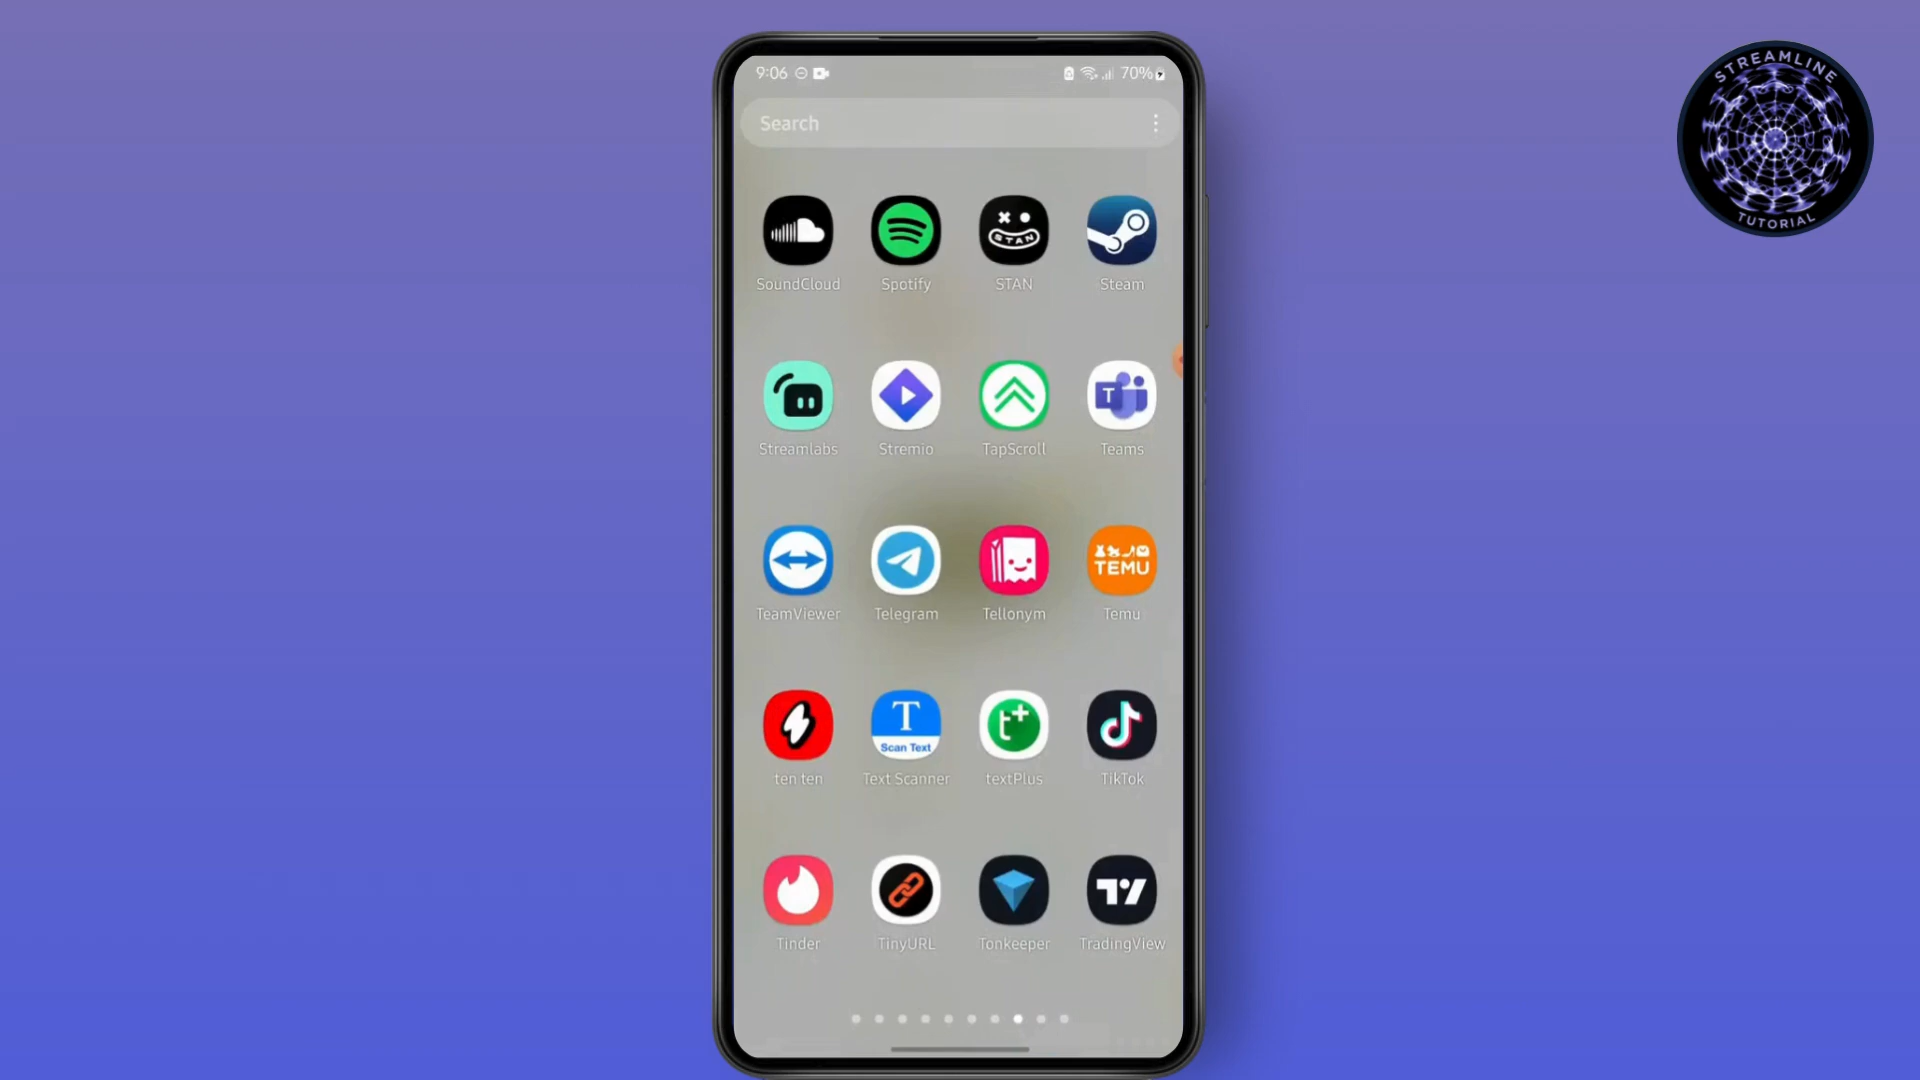 9:06
70%
STREAMLINE
TUTORIAL
Search
STAN
SoundCloud
Spotify
STAN
Steam
T
Streamlabs
Stremio
TapScroll
Teams
TEMU
TeamViewer
Telegram
Tellonym
Temu
T
Scan Text
t+
ten ten
Text Scanner
textPlus
TikTok
Tinder
TinyURL
Tonkeeper
TradingView